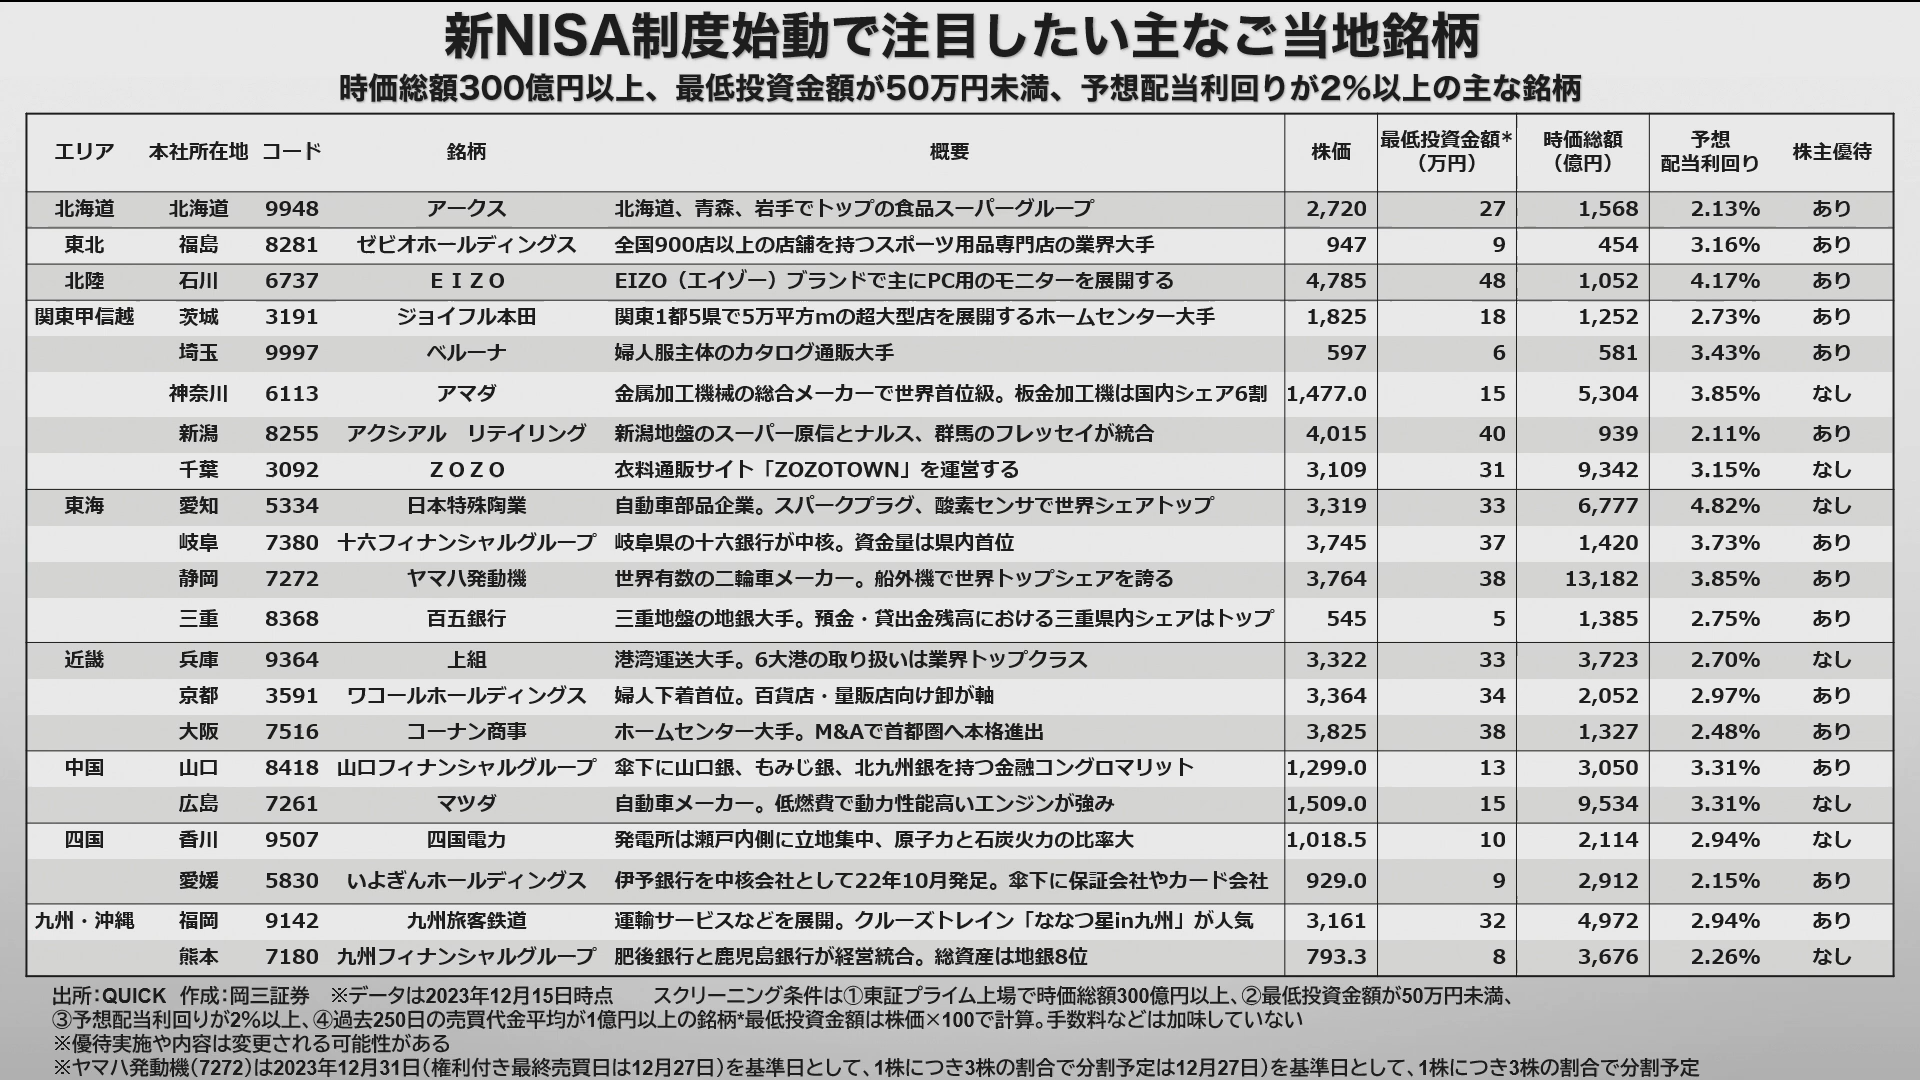 新NISA制度始動で注目したい主なご当地銘柄
時価総額300億円以上、最低投資金額が50万円未満、予想配当利回りが2%以上の主な銘柄
エリア 本社所在地 コード 銘柄 概要 株価 最低投資金額*（万円） 時価総額（億円） 予想配当利回り 株主優待
北海道 北海道 9948 アークス 北海道、青森、岩手でトップの食品スーパーグループ 2,720 27 1,568 2.13% あり
東北 福島 8281 ゼビオホールディングス 全国900店以上の店舗を持つスポーツ用品専門店の業界大手 947 9 454 3.16% あり
北陸 石川 6737 ＥＩＺＯ EIZO（エイゾー）ブランドで主にPC用のモニターを展開する 4,785 48 1,052 4.17% あり
関東甲信越 茨城 3191 ジョイフル本田 関東1都5県で5万平方mの超大型店を展開するホームセンター大手 1,825 18 1,252 2.73% あり
埼玉 9997 ベルーナ 婦人服主体のカタログ通販大手 597 6 581 3.43% あり
神奈川 6113 アマダ 金属加工機械の総合メーカーで世界首位級。板金加工機は国内シェア6割 1,477.0 15 5,304 3.85% なし
新潟 8255 アクシアル　リテイリング 新潟地盤のスーパー原信とナルス、群馬のフレッセイが統合 4,015 40 939 2.11% あり
千葉 3092 ＺＯＺＯ 衣料通販サイト「ZOZOTOWN」を運営する 3,109 31 9,342 3.15% なし
東海 愛知 5334 日本特殊陶業 自動車部品企業。スパークプラグ、酸素センサで世界シェアトップ 3,319 33 6,777 4.82% なし
岐阜 7380 十六フィナンシャルグループ 岐阜県の十六銀行が中核。資金量は県内首位 3,745 37 1,420 3.73% あり
静岡 7272 ヤマハ発動機 世界有数の二輪車メーカー。船外機で世界トップシェアを誇る 3,764 38 13,182 3.85% あり
三重 8368 百五銀行 三重地盤の地銀大手。預金・貸出金残高における三重県内シェアはトップ 545 5 1,385 2.75% あり
近畿 兵庫 9364 上組 港湾運送大手。6大港の取り扱いは業界トップクラス 3,322 33 3,723 2.70% なし
京都 3591 ワコールホールディングス 婦人下着首位。百貨店・量販店向け卸が軸 3,364 34 2,052 2.97% あり
大阪 7516 コーナン商事 ホームセンター大手。M&Aで首都圏へ本格進出 3,825 38 1,327 2.48% あり
中国 山口 8418 山口フィナンシャルグループ 傘下に山口銀、もみじ銀、北九州銀を持つ金融コングロマリット 1,299.0 13 3,050 3.31% あり
広島 7261 マツダ 自動車メーカー。低燃費で動力性能高いエンジンが強み 1,509.0 15 9,534 3.31% なし
四国 香川 9507 四国電力 発電所は瀬戸内側に立地集中、原子力と石炭火力の比率大 1,018.5 10 2,114 2.94% なし
愛媛 5830 いよぎんホールディングス 伊予銀行を中核会社として22年10月発足。傘下に保証会社やカード会社 929.0 9 2,912 2.15% あり
九州・沖縄 福岡 9142 九州旅客鉄道 運輸サービスなどを展開。クルーズトレイン「ななつ星in九州」が人気 3,161 32 4,972 2.94% あり
熊本 7180 九州フィナンシャルグループ 肥後銀行と鹿児島銀行が経営統合。総資産は地銀8位 793.3 8 3,676 2.26% なし
出所：QUICK　作成：岡三証券　※データは2023年12月15日時点　　スクリーニング条件は①東証プライム上場で時価総額300億円以上、②最低投資金額が50万円未満、
③予想配当利回りが2%以上、④過去250日の売買代金平均が1億円以上の銘柄*最低投資金額は株価×100で計算。手数料などは加味していない
※優待実施や内容は変更される可能性がある
※ヤマハ発動機（7272）は2023年12月31日（権利付き最終売買日は12月27日）を基準日として、1株につき3株の割合で分割予定は12月27日）を基準日として、1株につき3株の割合で分割予定